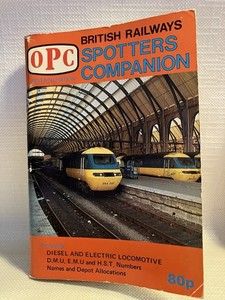 OPC
BRITISH RAILWAYS
SPOTTERS
COMPANION
DIESEL AND ELECTRIC LOCOMOTIVE
D.M.U, E.M.U and H.S.T, Numbers
Names and Depot Allocations
80p